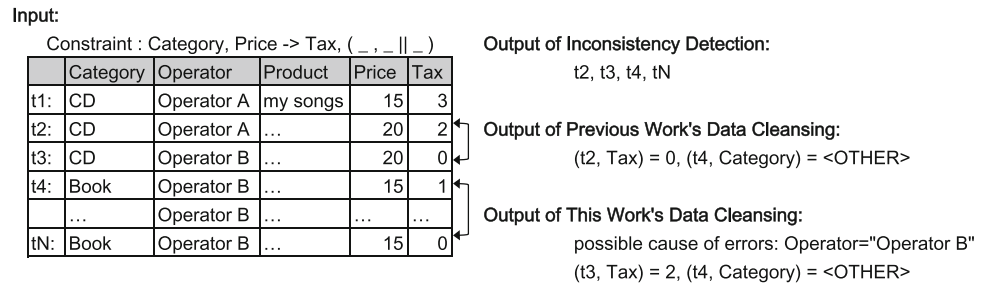 Input:
Constraint : Category, Price -> Tax, ( _ , _ || _ )
Category Operator Product Price Tax
t1: CD Operator A my songs 15 3
t2: CD Operator A ... 20 2
t3: CD Operator B ... 20 0
t4: Book Operator B ... 15 1
... Operator B ... ... ...
tN: Book Operator B ... 15 0
Output of Inconsistency Detection:
t2, t3, t4, tN
Output of Previous Work's Data Cleansing:
(t2, Tax) = 0, (t4, Category) = <OTHER>
Output of This Work's Data Cleansing:
possible cause of errors: Operator="Operator B"
(t3, Tax) = 2, (t4, Category) = <OTHER>